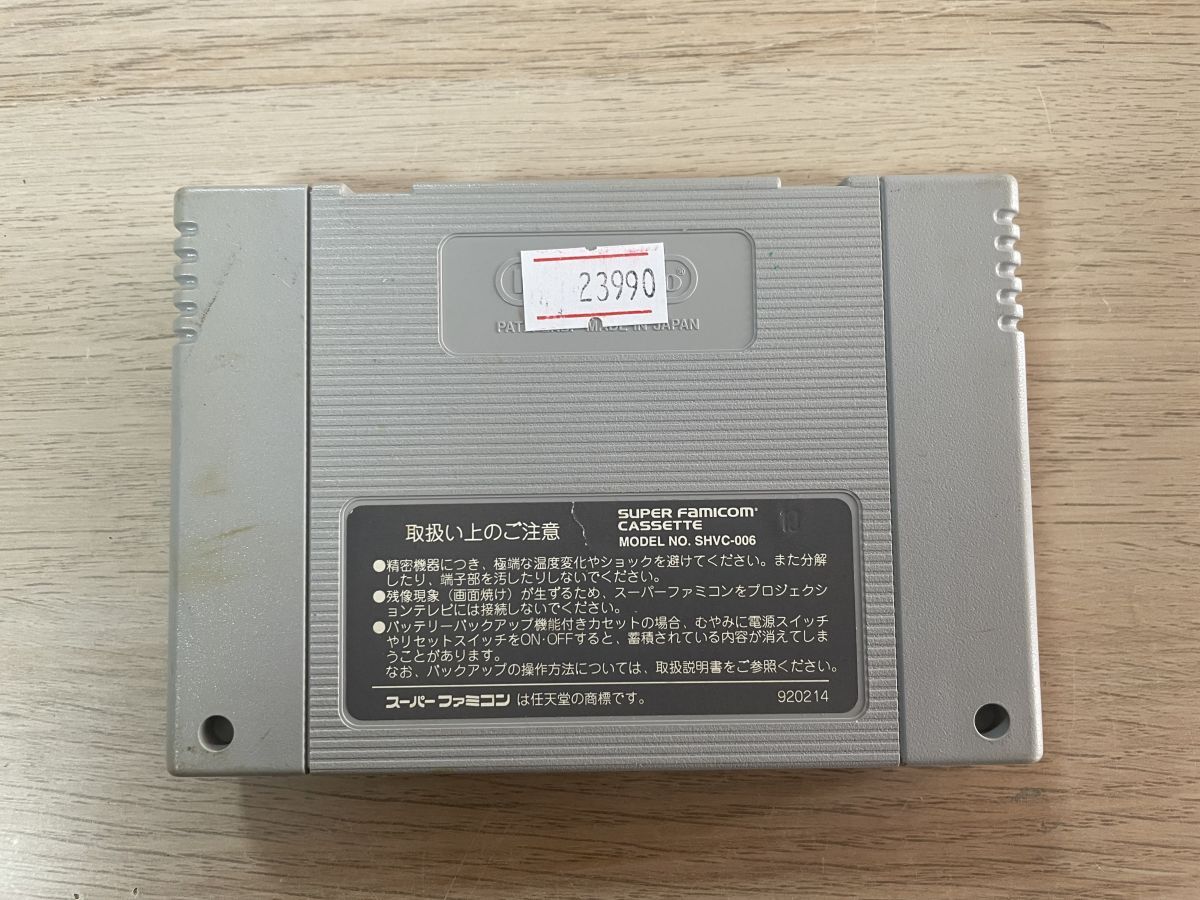 23990
PAT. MADE IN JAPAN
取扱い上のご注意
SUPER FAMICOM
CASSETTE
MODEL NO. SHVC-006
10
●精密機器につき、極端な温度変化やショックを避けてください。また分解
したり、端子部を汚したりしないでください。
●残像現象（画面焼け）が生ずるため、スーパーファミコンをプロジェクシ
ョンテレビには接続しないでください。
●バッテリーバックアップ機能付きカセットの場合、むやみに電源スイッチ
やリセットスイッチをON·OFFすると、蓄積されている内容が消えてしま
うことがあります。
なお、バックアップの操作方法については、取扱説明書をご参照ください。
スーパーファミコンは任天堂の商標です。 920214